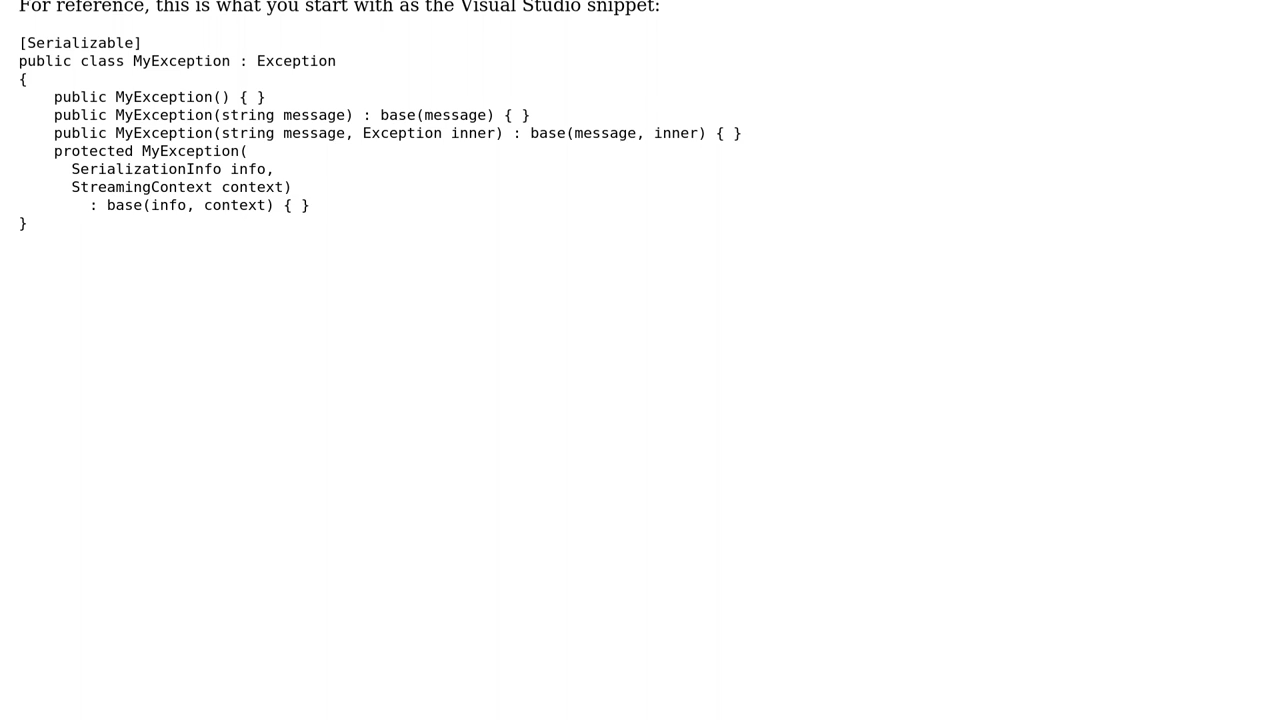 For reference, this is what you start with as the Visual Studio snippet:
[Serializable]
public class MyException : Exception
{
    public MyException() { }
    public MyException(string message) : base(message) { }
    public MyException(string message, Exception inner) : base(message, inner) { }
    protected MyException(
      SerializationInfo info,
      StreamingContext context)
        : base(info, context) { }
}